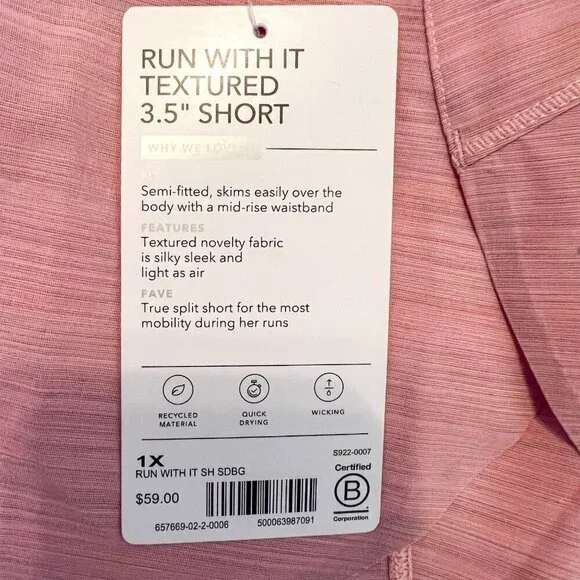 RUN WITH IT
TEXTURED
3.5" SHORT
WHY WE LOVE
Semi-fitted, skims easily over the
body with a mid-rise waistband
FEATURES
Textured novelty fabric
is silky sleek and
light as air
FAVE
True split short for the most
mobility during her runs
RECYCLED
MATERIAL
QUICK
DRYING
WICKING
1X
S922-0007
RUN WITH IT SH SDBG
$59.00
657669-02-2-0006
500063987091
Certified
B
Corporation